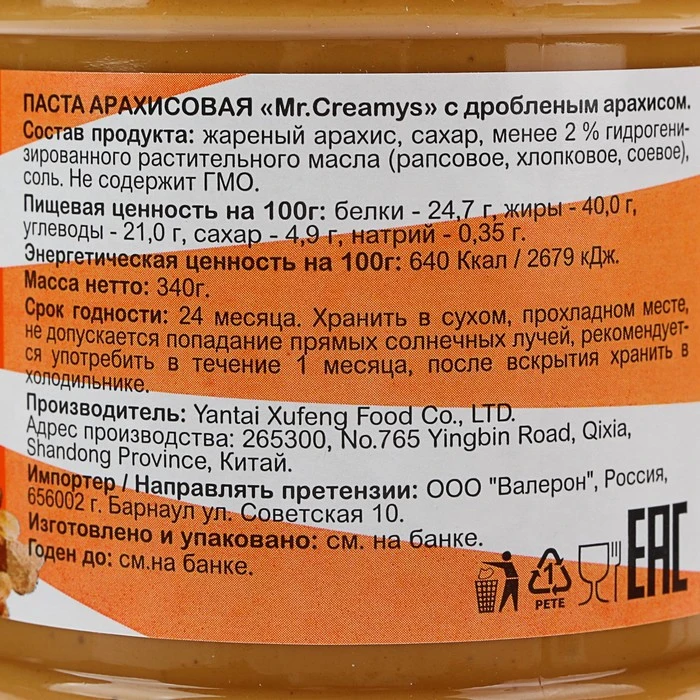 ПАСТА АРАХИСОВАЯ «Mr.Creamys» с дробленым арахисом.
Состав продукта: жареный арахис, сахар, менее 2 % гидрогени-
зированного растительного масла (рапсовое, хлопковое, соевое),
соль. Не содержит ГМО.
Пищевая ценность на 100г: белки - 24,7 г, жиры - 40,0 г,
углеводы - 21,0 г, сахар - 4,9 г, натрий - 0,35 г.
Энергетическая ценность на 100г: 640 Ккал / 2679 кДж.
Масса нетто: 340г.
Срок годности: 24 месяца. Хранить в сухом, прохладном месте,
не допускается попадание прямых солнечных лучей, рекомендует-
ся употребить в течение 1 месяца, после вскрытия хранить в
холодильнике.
Производитель: Yantai Xufeng Food Co., LTD.
Адрес производства: 265300, No.765 Yingbin Road, Qixia,
Shandong Province, Китай.
Импортер / Направлять претензии: ООО "Валерон", Россия,
656002 г. Барнаул ул. Советская 10.
Изготовлено и упаковано: см. на банке.
Годен до: см.на банке.
1
PETE
EAC